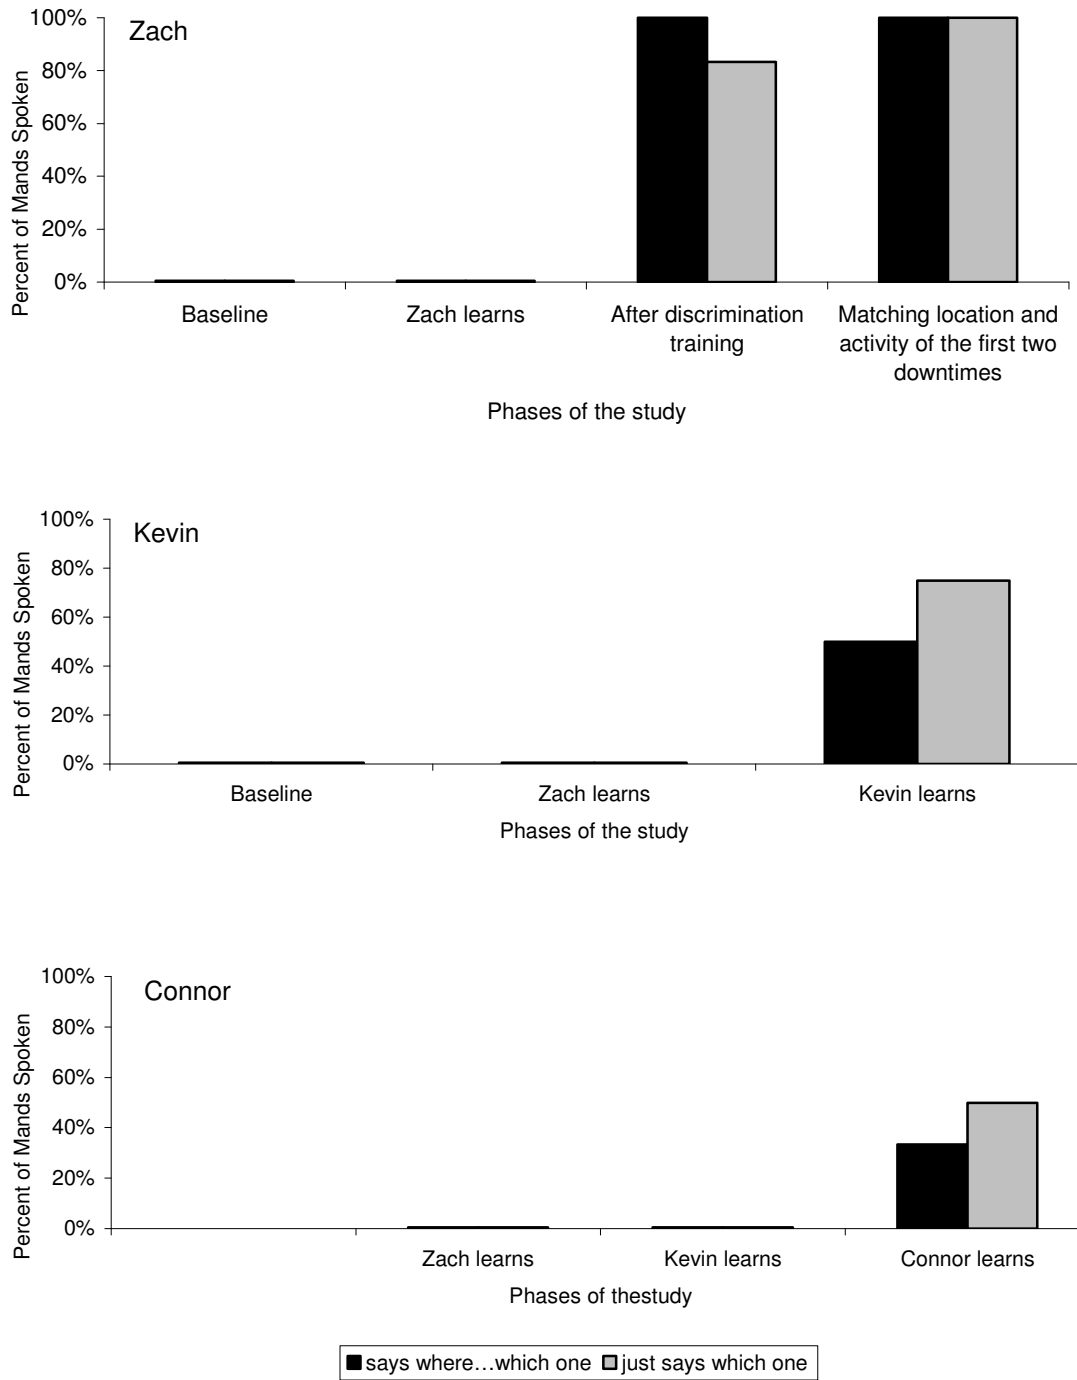 Zach
Percent of Mands Spoken
100%
80%
60%
40%
20%
0%
Baseline
Zach learns
After discrimination
training
Matching location and
activity of the first two
downtimes
Phases of the study
Kevin
Percent of Mands Spoken
100%
80%
60%
40%
20%
0%
Baseline
Zach learns
Kevin learns
Phases of the study
Connor
Percent of Mands Spoken
100%
80%
60%
40%
20%
0%
Zach learns
Kevin learns
Connor learns
Phases of thestudy
says where…which one
just says which one